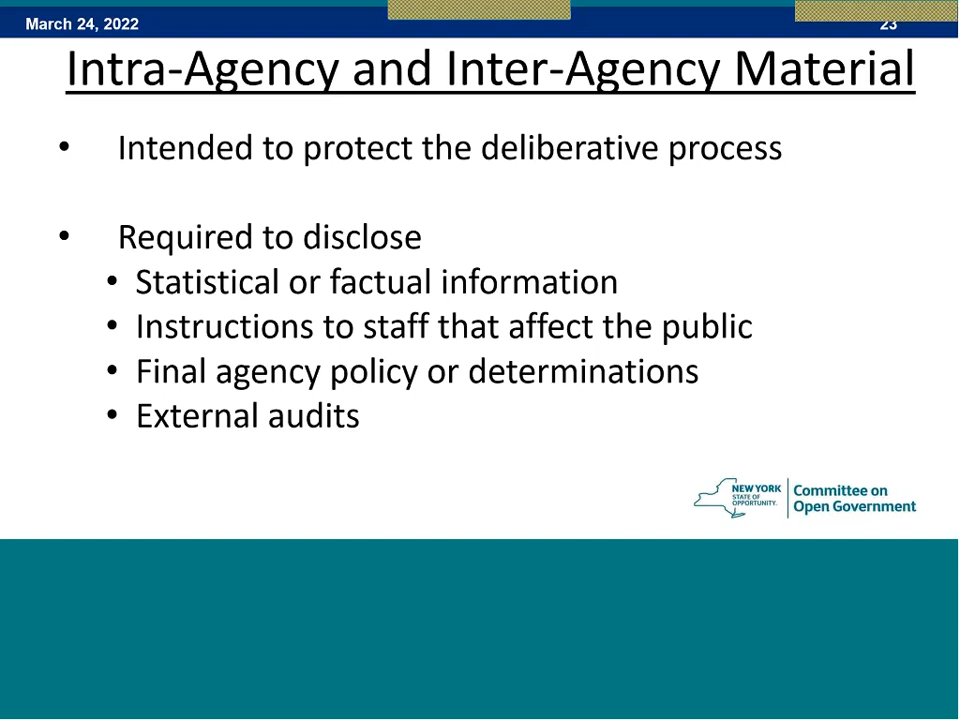 March 24, 2022
23
Intra-Agency and Inter-Agency Material
• Intended to protect the deliberative process
• Required to disclose
• Statistical or factual information
• Instructions to staff that affect the public
• Final agency policy or determinations
• External audits
NEW YORK
STATE OF
OPPORTUNITY.
Committee on
Open Government